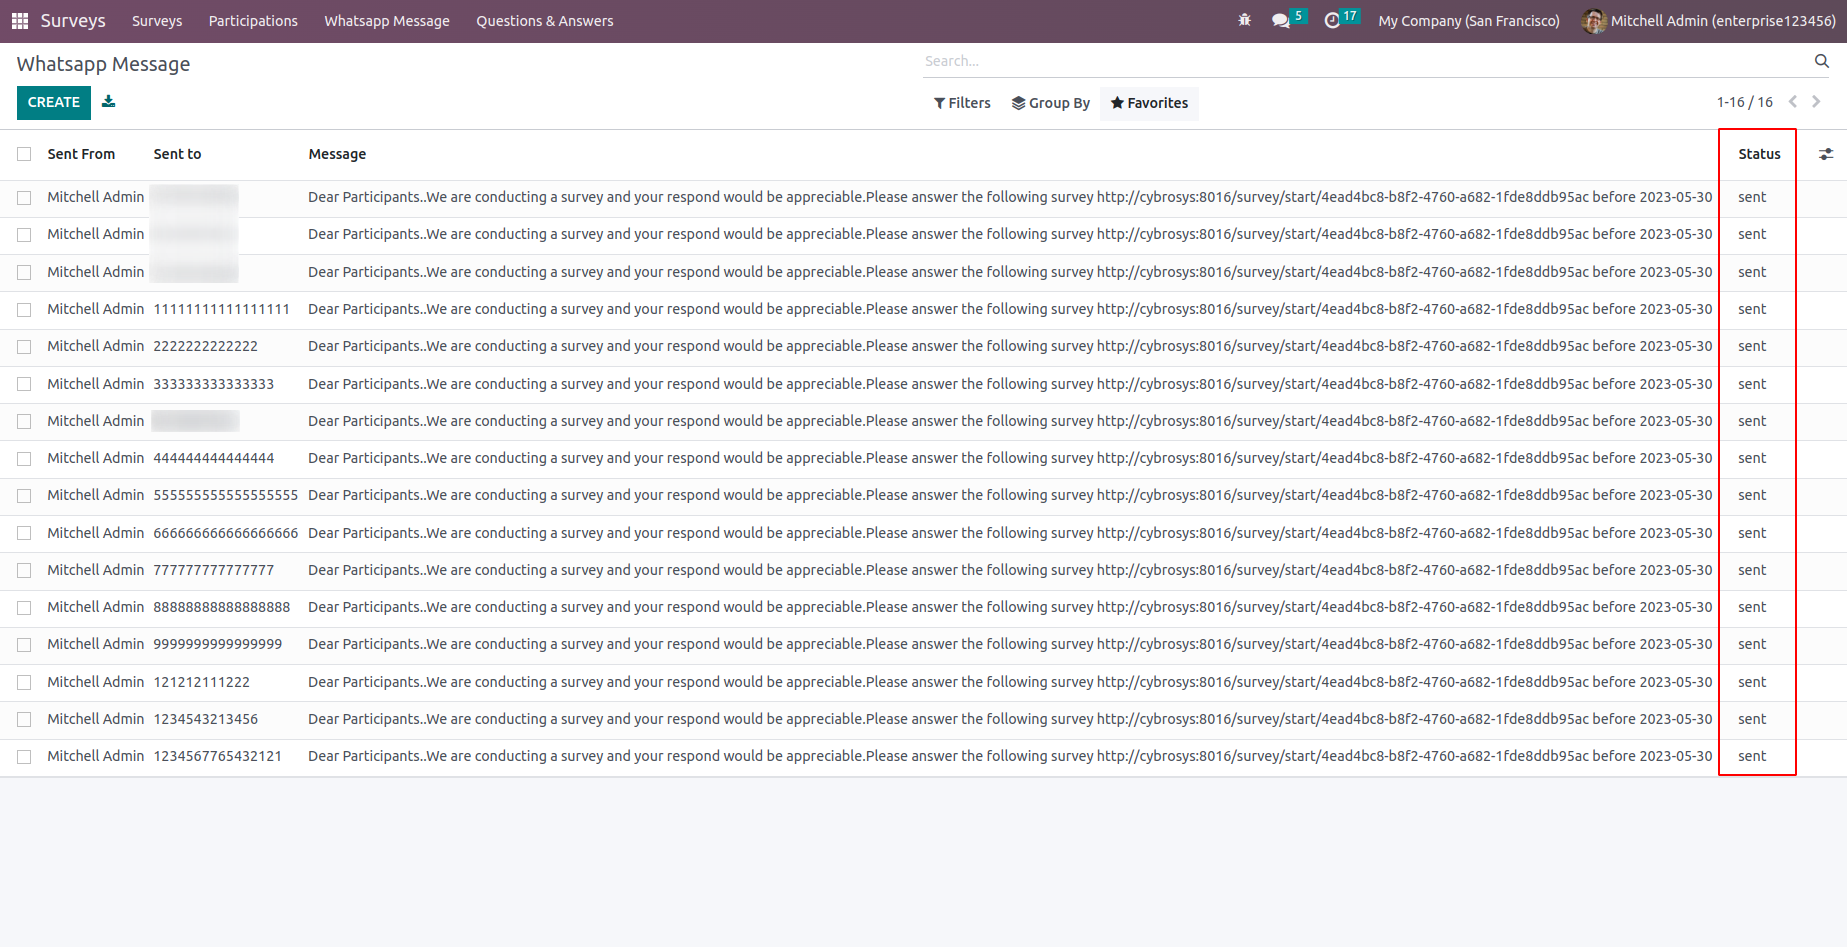 Surveys Surveys Participations Whatsapp Message Questions & Answers 5 17 My Company (San Francisco) Mitchell Admin (enterprise123456)
Whatsapp Message Search...
CREATE Filters Group By Favorites 1-16 / 16
Sent From Sent to Message Status
Mitchell Admin Dear Participants..We are conducting a survey and your respond would be appreciable.Please answer the following survey http://cybrosys:8016/survey/start/4ead4bc8-b8f2-4760-a682-1fde8ddb95ac before 2023-05-30 sent
Mitchell Admin Dear Participants..We are conducting a survey and your respond would be appreciable.Please answer the following survey http://cybrosys:8016/survey/start/4ead4bc8-b8f2-4760-a682-1fde8ddb95ac before 2023-05-30 sent
Mitchell Admin Dear Participants..We are conducting a survey and your respond would be appreciable.Please answer the following survey http://cybrosys:8016/survey/start/4ead4bc8-b8f2-4760-a682-1fde8ddb95ac before 2023-05-30 sent
Mitchell Admin 11111111111111111 Dear Participants..We are conducting a survey and your respond would be appreciable.Please answer the following survey http://cybrosys:8016/survey/start/4ead4bc8-b8f2-4760-a682-1fde8ddb95ac before 2023-05-30 sent
Mitchell Admin 2222222222222 Dear Participants..We are conducting a survey and your respond would be appreciable.Please answer the following survey http://cybrosys:8016/survey/start/4ead4bc8-b8f2-4760-a682-1fde8ddb95ac before 2023-05-30 sent
Mitchell Admin 333333333333333 Dear Participants..We are conducting a survey and your respond would be appreciable.Please answer the following survey http://cybrosys:8016/survey/start/4ead4bc8-b8f2-4760-a682-1fde8ddb95ac before 2023-05-30 sent
Mitchell Admin Dear Participants..We are conducting a survey and your respond would be appreciable.Please answer the following survey http://cybrosys:8016/survey/start/4ead4bc8-b8f2-4760-a682-1fde8ddb95ac before 2023-05-30 sent
Mitchell Admin 444444444444444 Dear Participants..We are conducting a survey and your respond would be appreciable.Please answer the following survey http://cybrosys:8016/survey/start/4ead4bc8-b8f2-4760-a682-1fde8ddb95ac before 2023-05-30 sent
Mitchell Admin 555555555555555555 Dear Participants..We are conducting a survey and your respond would be appreciable.Please answer the following survey http://cybrosys:8016/survey/start/4ead4bc8-b8f2-4760-a682-1fde8ddb95ac before 2023-05-30 sent
Mitchell Admin 666666666666666666 Dear Participants..We are conducting a survey and your respond would be appreciable.Please answer the following survey http://cybrosys:8016/survey/start/4ead4bc8-b8f2-4760-a682-1fde8ddb95ac before 2023-05-30 sent
Mitchell Admin 777777777777777 Dear Participants..We are conducting a survey and your respond would be appreciable.Please answer the following survey http://cybrosys:8016/survey/start/4ead4bc8-b8f2-4760-a682-1fde8ddb95ac before 2023-05-30 sent
Mitchell Admin 88888888888888888 Dear Participants..We are conducting a survey and your respond would be appreciable.Please answer the following survey http://cybrosys:8016/survey/start/4ead4bc8-b8f2-4760-a682-1fde8ddb95ac before 2023-05-30 sent
Mitchell Admin 9999999999999999 Dear Participants..We are conducting a survey and your respond would be appreciable.Please answer the following survey http://cybrosys:8016/survey/start/4ead4bc8-b8f2-4760-a682-1fde8ddb95ac before 2023-05-30 sent
Mitchell Admin 121212111222 Dear Participants..We are conducting a survey and your respond would be appreciable.Please answer the following survey http://cybrosys:8016/survey/start/4ead4bc8-b8f2-4760-a682-1fde8ddb95ac before 2023-05-30 sent
Mitchell Admin 1234543213456 Dear Participants..We are conducting a survey and your respond would be appreciable.Please answer the following survey http://cybrosys:8016/survey/start/4ead4bc8-b8f2-4760-a682-1fde8ddb95ac before 2023-05-30 sent
Mitchell Admin 1234567765432121 Dear Participants..We are conducting a survey and your respond would be appreciable.Please answer the following survey http://cybrosys:8016/survey/start/4ead4bc8-b8f2-4760-a682-1fde8ddb95ac before 2023-05-30 sent